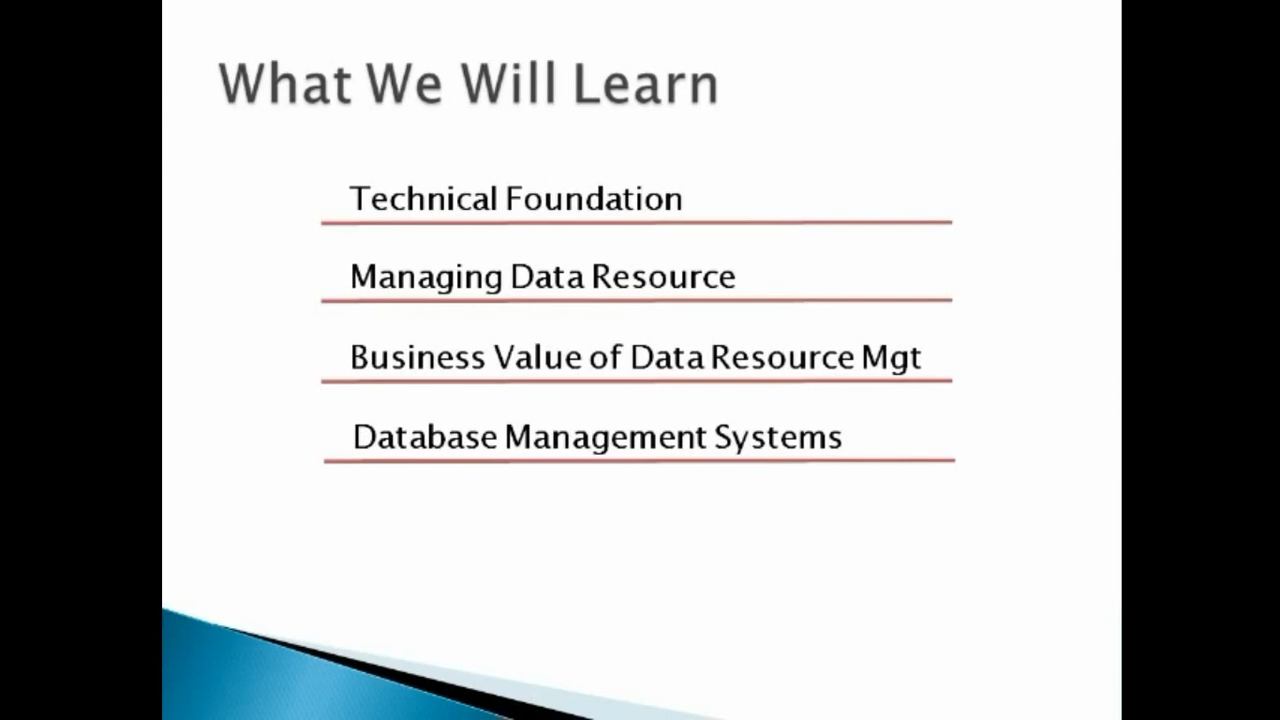 What We Will Learn
Technical Foundation
Managing Data Resource
Business Value of Data Resource Mgt
Database Management Systems